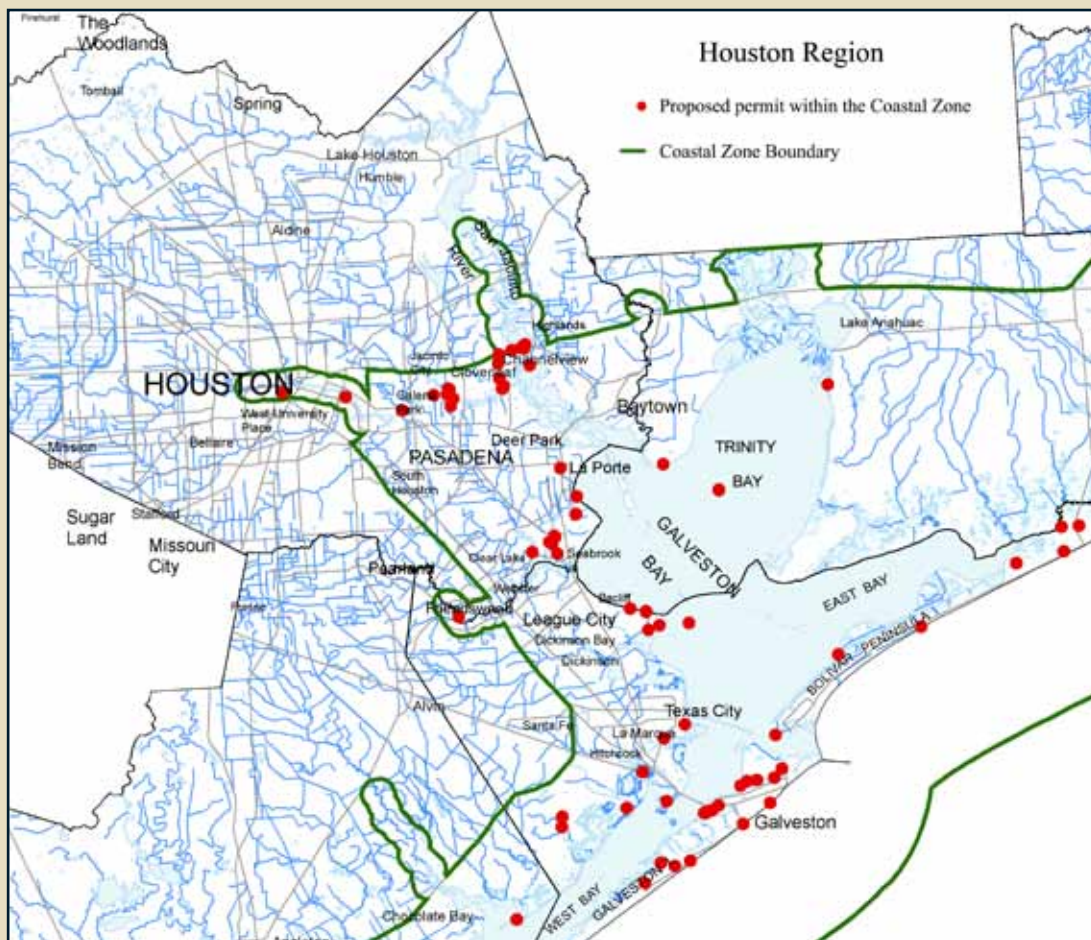 Pinehurst
The
Woodlands
Tomball
Spring
Houston Region
Proposed permit within the Coastal Zone
Coastal Zone Boundary
Lake Houston
Humble
Aldine
San Jacinto
River
Highlands
Lake Anahuac
Jacinto
City
Channelview
Cloverleaf
HOUSTON
Galena
Park
West University
Place
Bellaire
Baytown
Deer Park
TRINITY
BAY
Mission
Bend
PASADENA
La Porte
South
Houston
Sugar
Land
Stafford
Missouri
City
GALVESTON
BAY
Clear Lake
Seabrook
Pearland
Webster
EAST BAY
Bacliff
Friendswood
League City
Dickinson Bay
Dickinson
BOLIVAR PENINSULA
Alvin
Texas City
Santa Fe
La Marque
Hitchcock
Galveston
GALVESTON
WEST BAY
Chocolate Bay